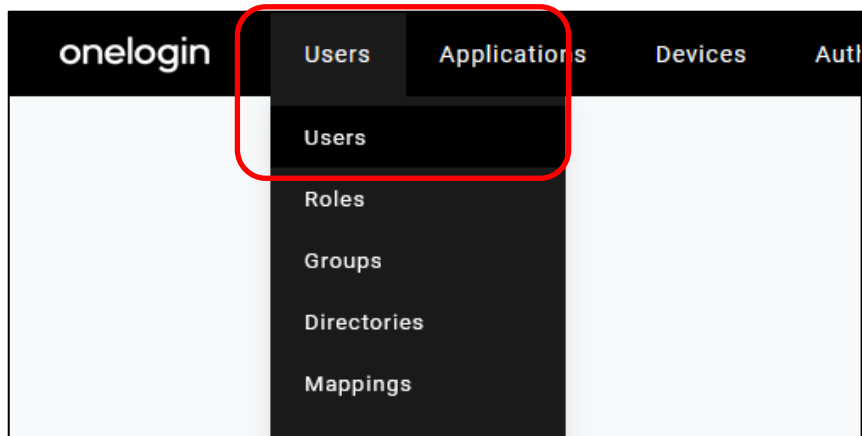 onelogin Users Applications Devices Auth
Users
Roles
Groups
Directories
Mappings